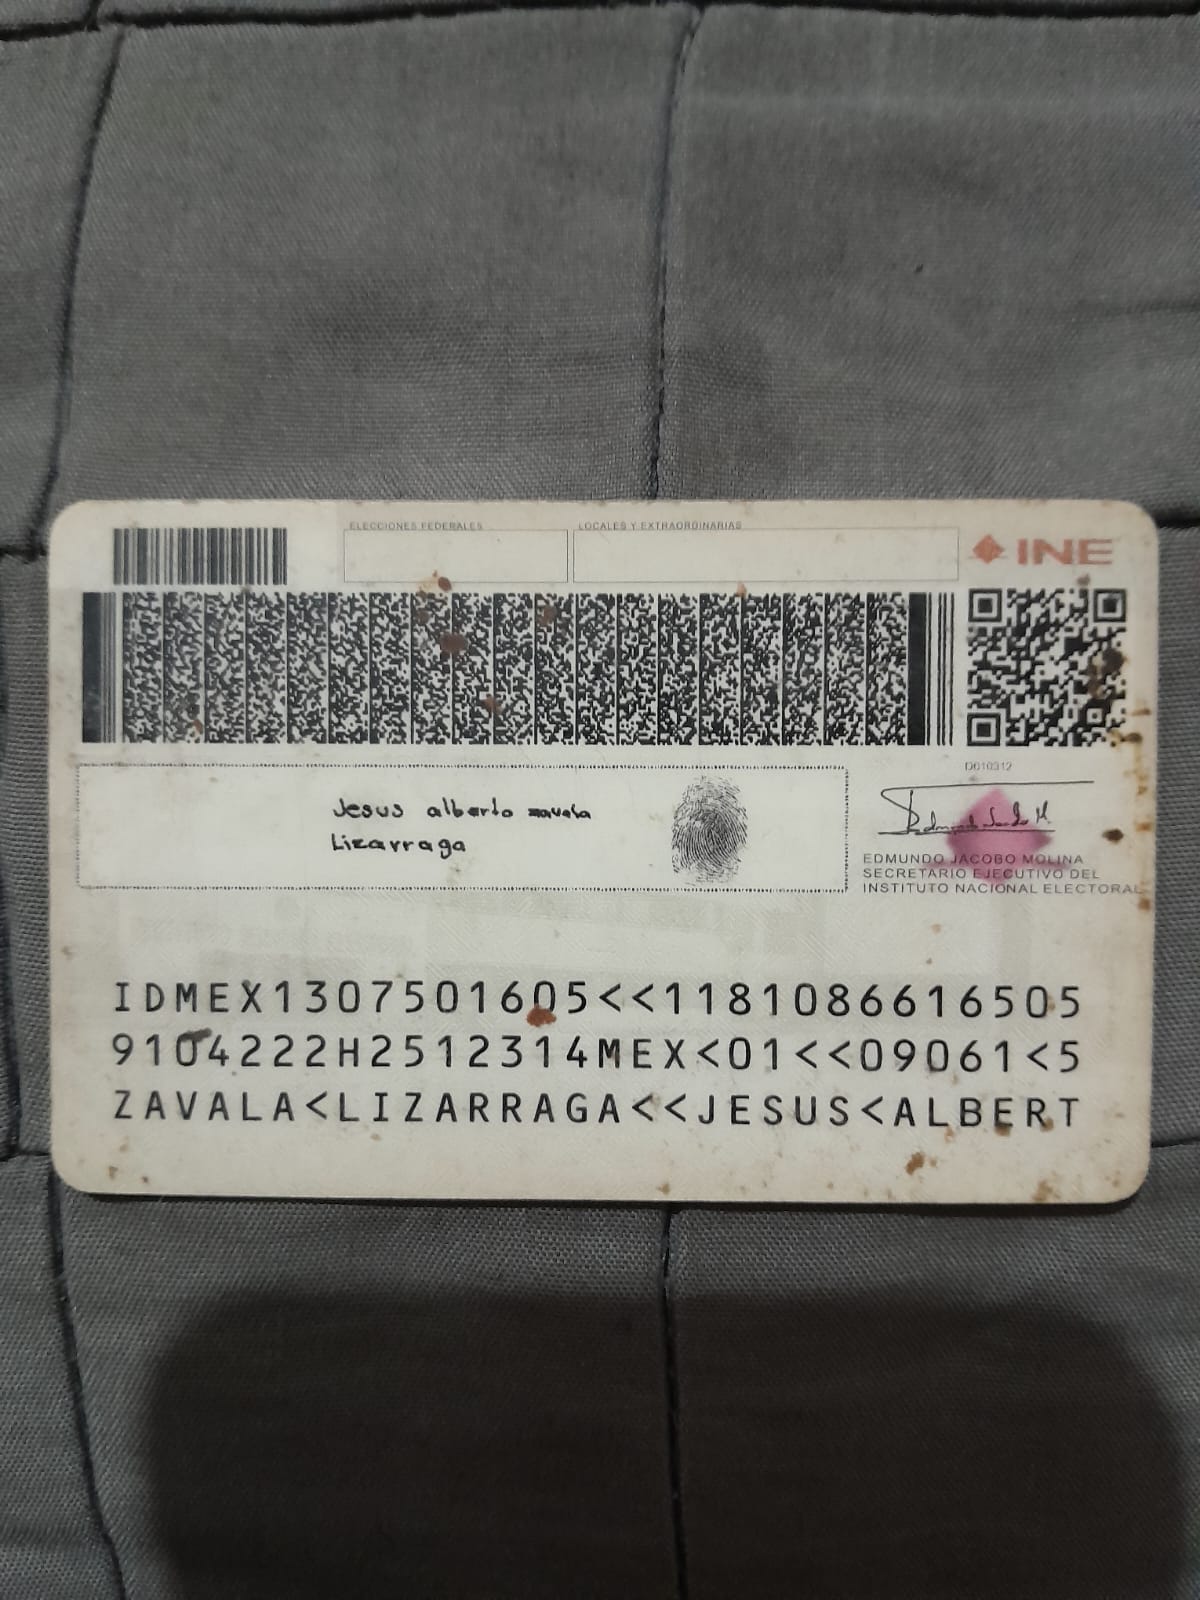 ELECCIONES FEDERALES
LOCALES Y EXTRAORDINARIAS
INE
D010312
Jesus alberto zavala
Lizarraga
EDMUNDO JACOBO MOLINA
SECRETARIO EJECUTIVO DEL
INSTITUTO NACIONAL ELECTORAL
IDMEX1307501605<<1181086616505
9104222H2512314MEX<01<<09061<5
ZAVALA<LIZARRAGA<<JESUS<ALBERT